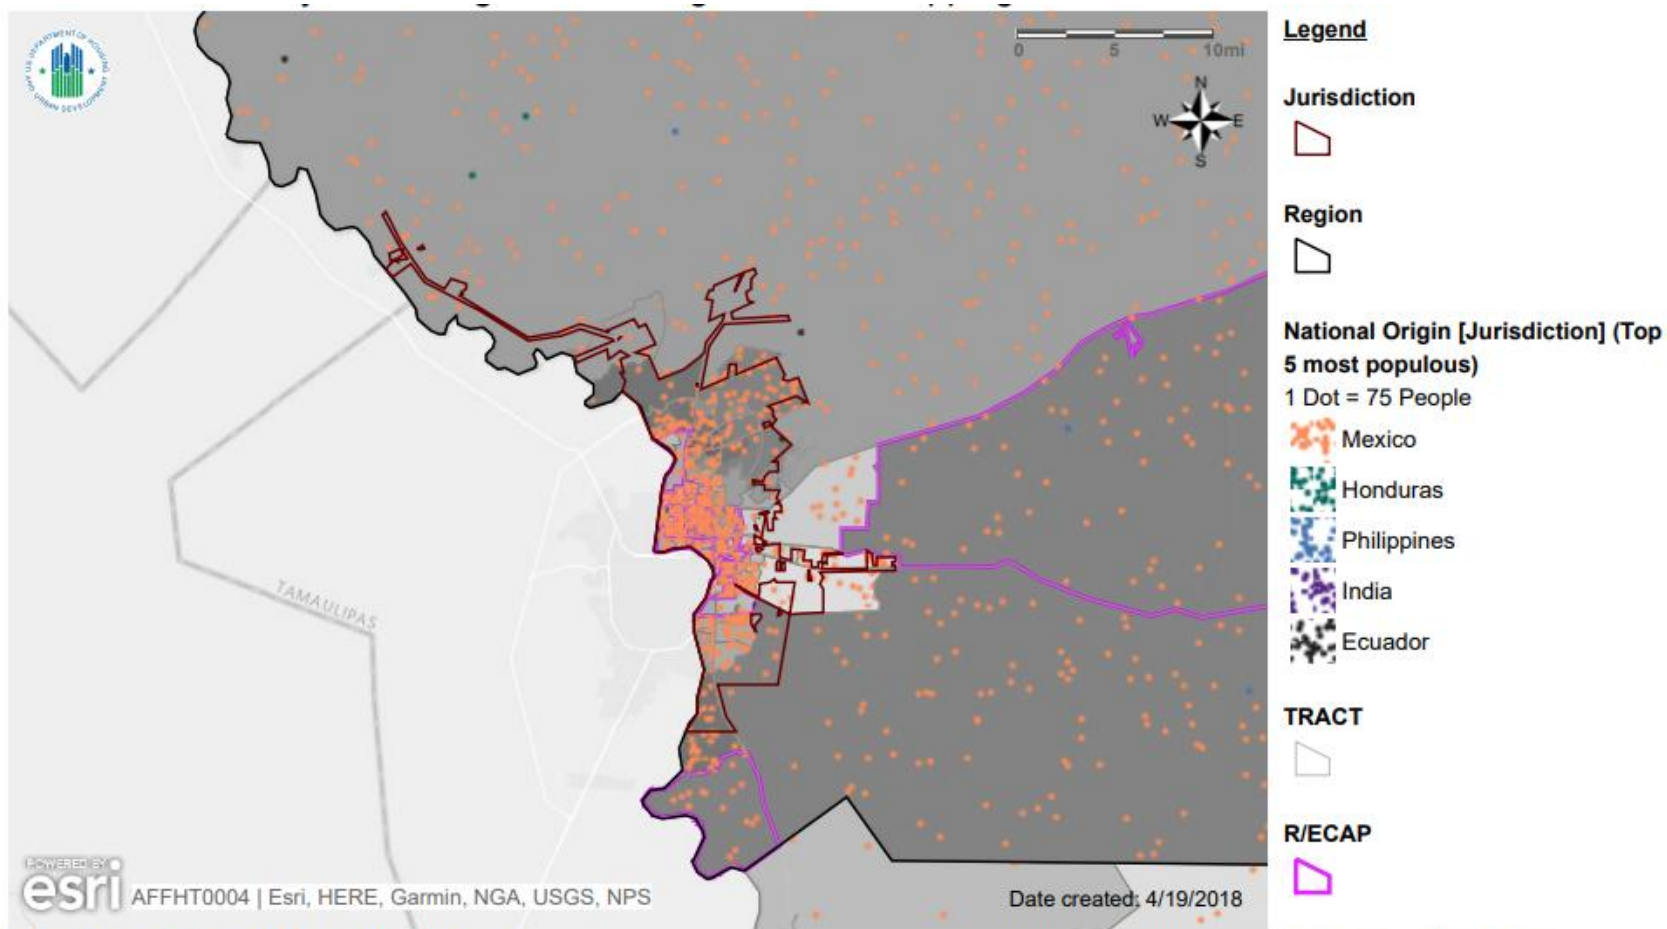 0 5 10mi
N
W E
S
TAMAULIPAS
POWERED BY
esri
AFFHT0004 | Esri, HERE, Garmin, NGA, USGS, NPS
Date created: 4/19/2018
Legend
Jurisdiction
Region
National Origin [Jurisdiction] (Top
5 most populous)
1 Dot = 75 People
Mexico
Honduras
Philippines
India
Ecuador
TRACT
R/ECAP